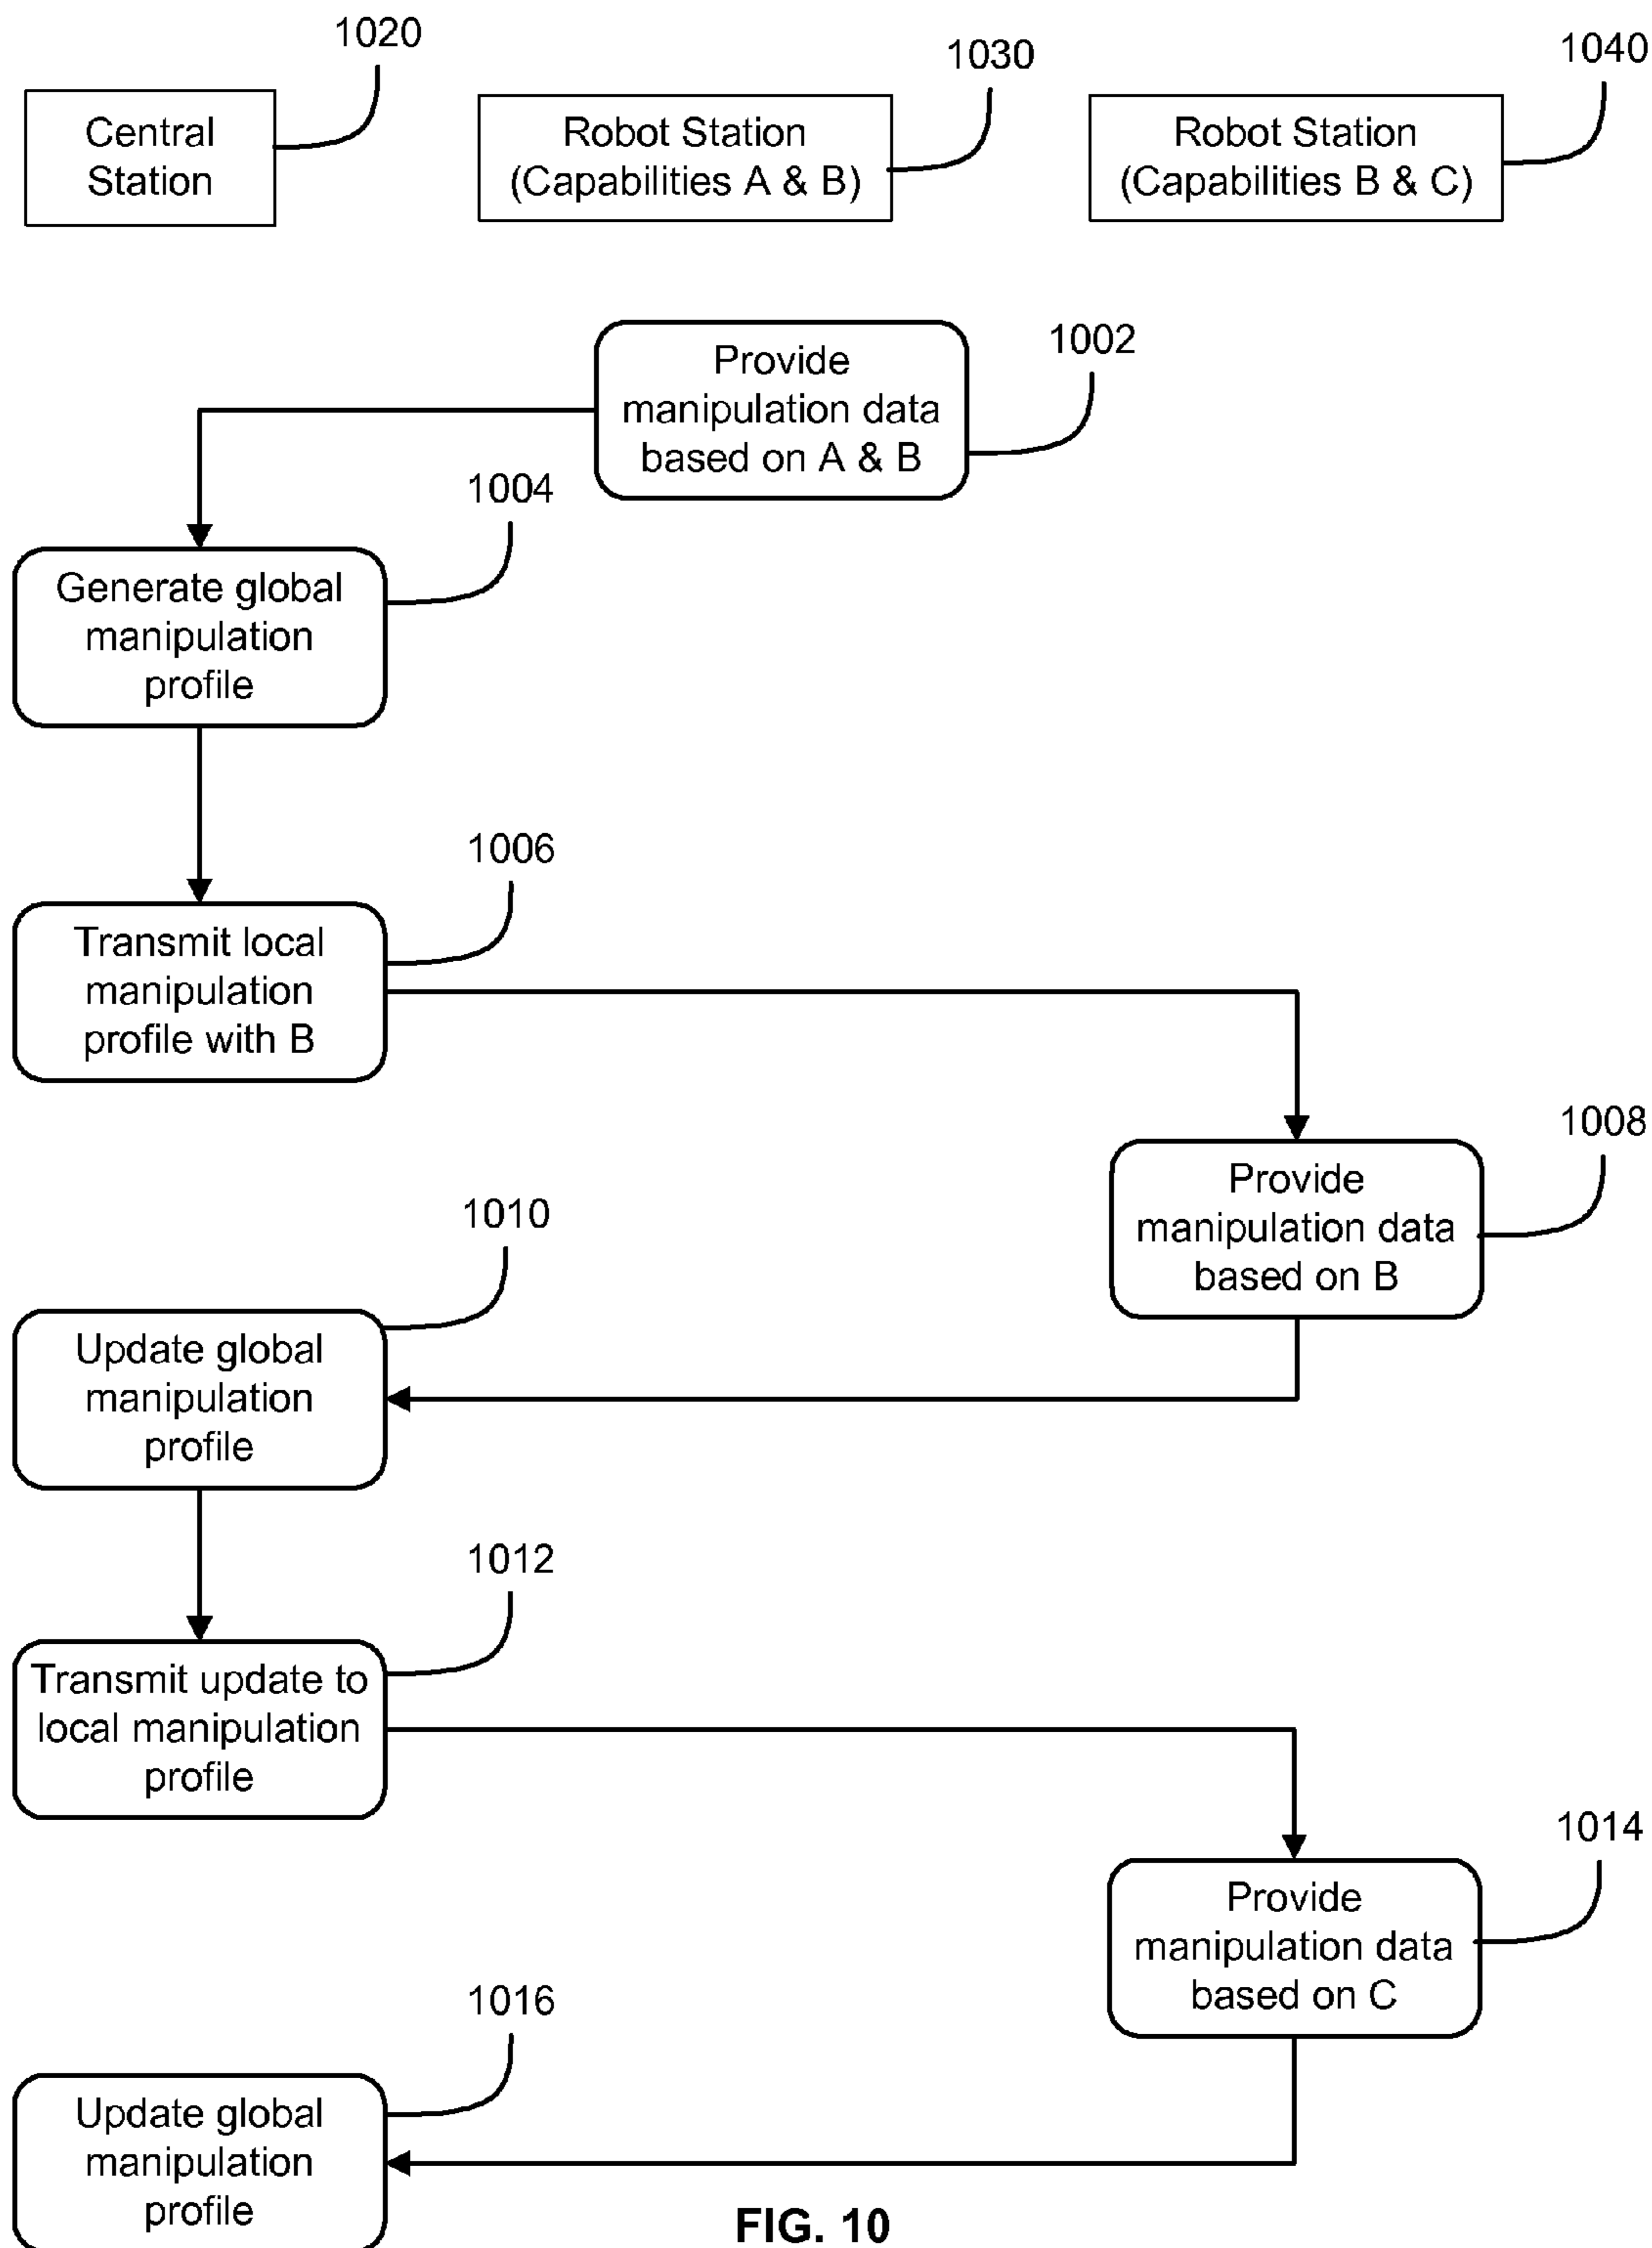 1020
1030
1040
Central
Station
Robot Station
(Capabilities A & B)
Robot Station
(Capabilities B & C)
1002
Provide
manipulation data
based on A & B
1004
Generate global
manipulation
profile
1006
Transmit local
manipulation
profile with B
1008
Provide
manipulation data
based on B
1010
Update global
manipulation
profile
1012
Transmit update to
local manipulation
profile
1014
Provide
manipulation data
based on C
1016
Update global
manipulation
profile
FIG. 10